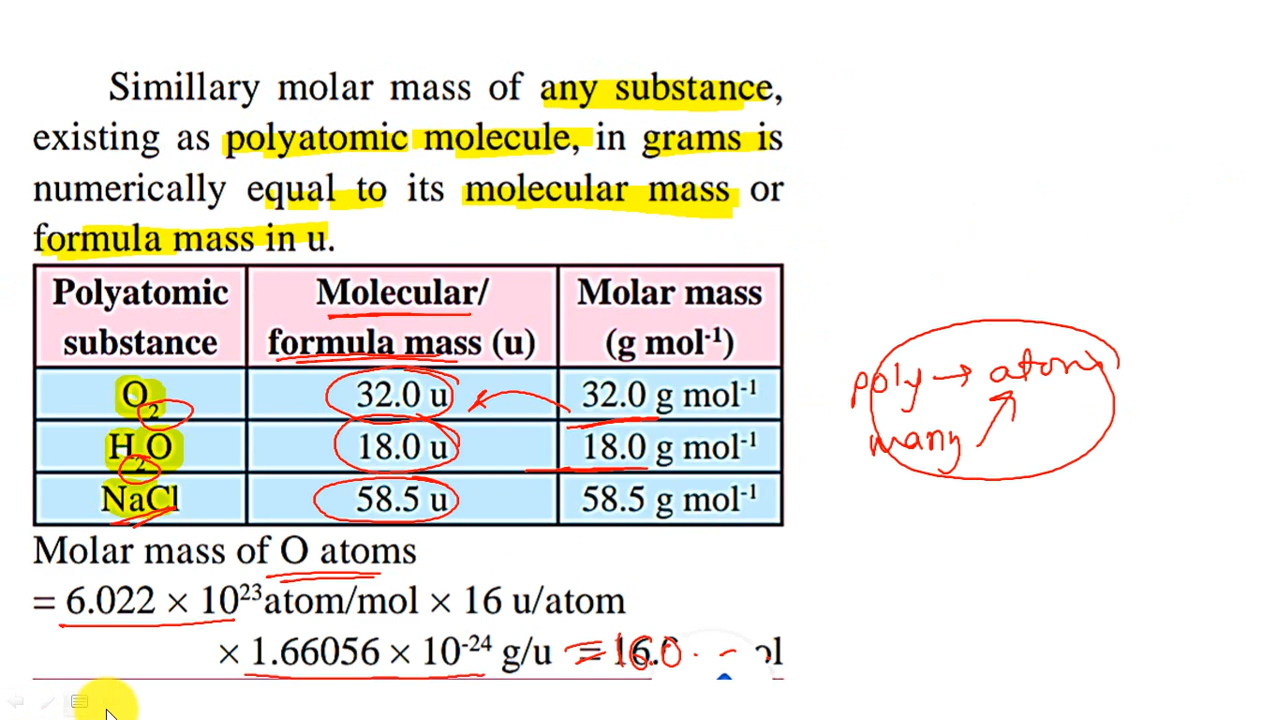 Simillary molar mass of any substance,
existing as polyatomic molecule, in grams is
numerically equal to its molecular mass or
formula mass in u.
Polyatomic substance Molecular/ formula mass (u) Molar mass (g mol⁻¹)
O₂ 32.0 u 32.0 g mol⁻¹
H₂O 18.0 u 18.0 g mol⁻¹
NaCl 58.5 u 58.5 g mol⁻¹
Molar mass of O atoms
= 6.022 × 10²³ atom/mol × 16 u/atom
× 1.66056 × 10⁻²⁴ g/u = 16.0
poly → atoms
many